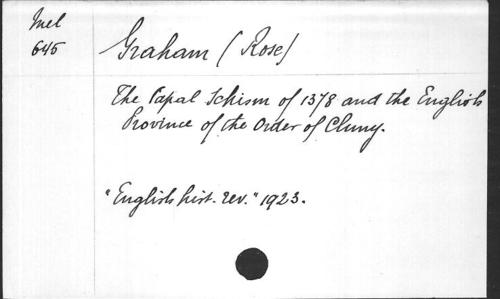 Mel
645
Graham (Rose)
The Papal Schism of 1378 and the English
Province of the Order of Cluny.
"English hist. rev." 1923.